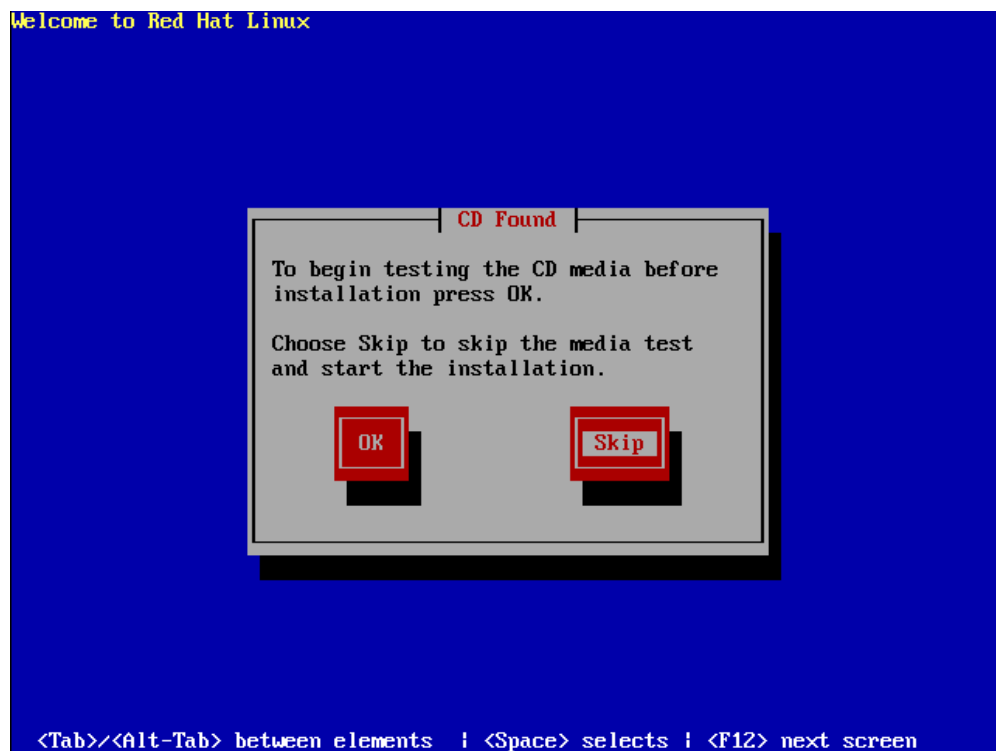 Welcome to Red Hat Linux
CD Found
To begin testing the CD media before
installation press OK.
Choose Skip to skip the media test
and start the installation.
OK
Skip
<Tab>/<Alt-Tab> between elements | <Space> selects | <F12> next screen